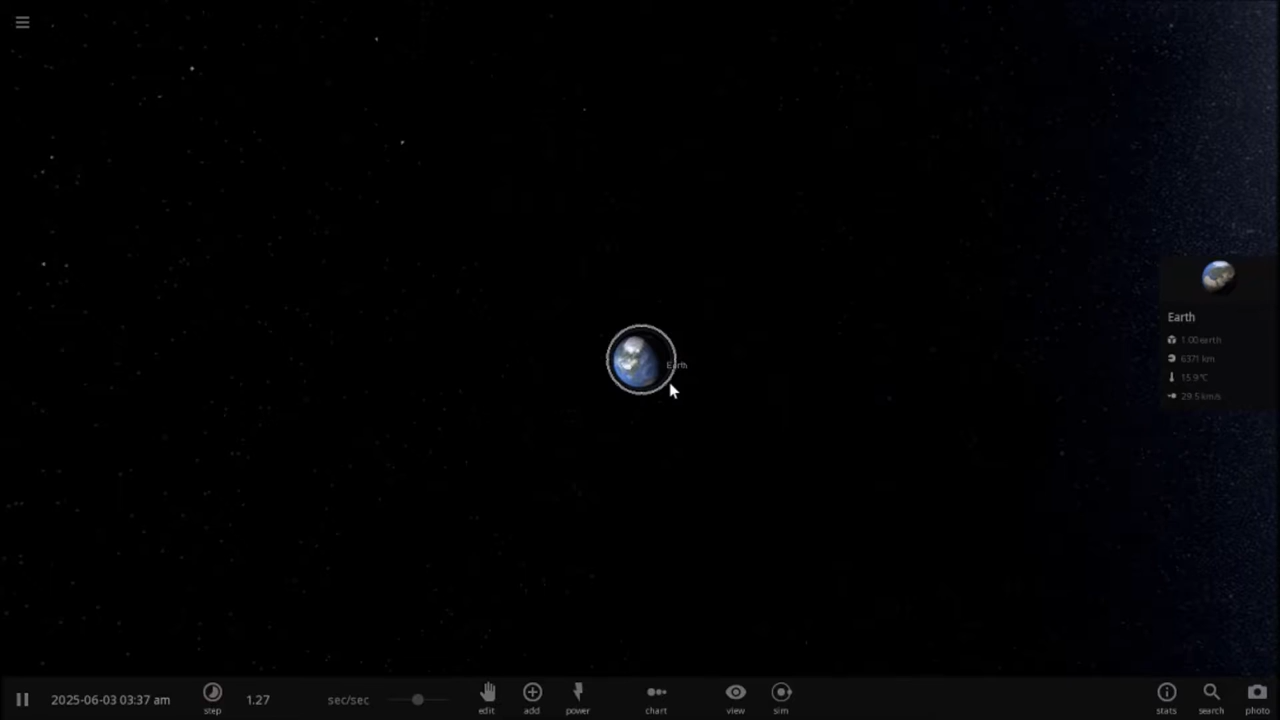 Earth
Earth
1.00 earth
6371 km
15.9 °C
29.5 km/s
2025-06-03 03:37 am
step
1.27
sec/sec
edit
add
power
chart
view
sim
stats
search
photo